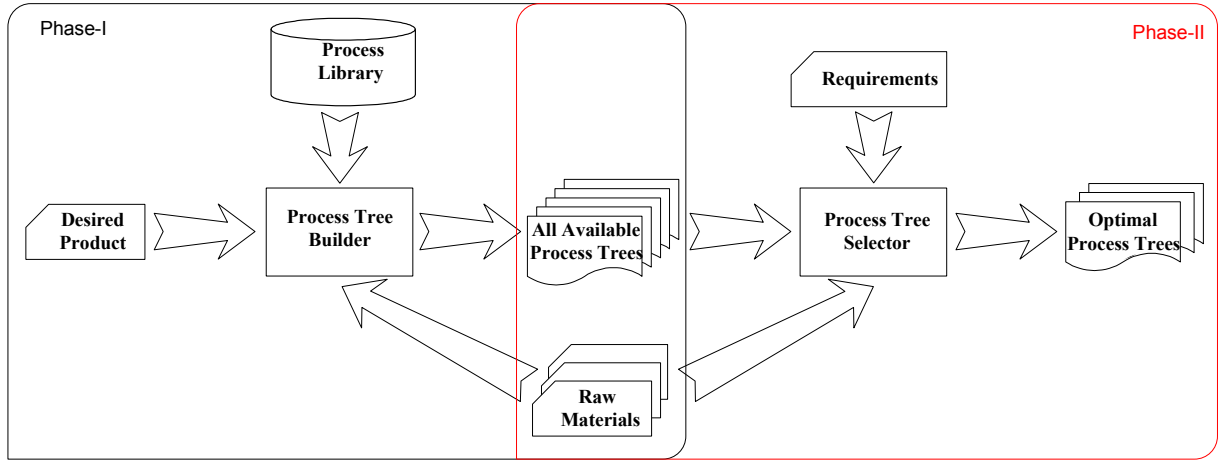 Phase-I
Phase-II
Process
Library
Requirements
Desired
Product
Process Tree
Builder
All Available
Process Trees
Process Tree
Selector
Optimal
Process Trees
Raw
Materials